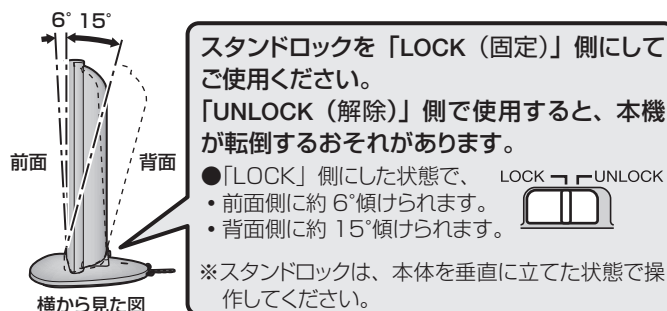 6° 15°
前面
背面
横から見た図
スタンドロックを「LOCK（固定）」側にして
ご使用ください。
「UNLOCK（解除）」側で使用すると、本機
が転倒するおそれがあります。
●「LOCK」側にした状態で、
・前面側に約 6°傾けられます。
・背面側に約 15°傾けられます。
LOCK
UNLOCK
※スタンドロックは、本体を垂直に立てた状態で操
作してください。